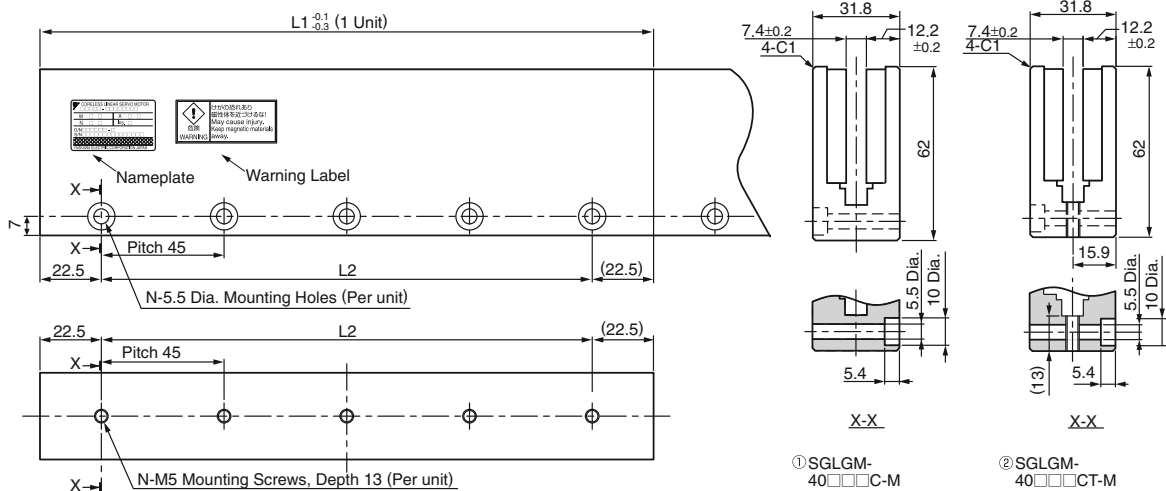 L1 -0.1 -0.3 (1 Unit)
CORELESS LINEAR SERVO MOTOR
YASKAWA ELECTRIC CORPORATION JAPAN
危険
WARNING
けがの恐れあり
磁性体を近づけるな!
May cause injury.
Keep magnetic materials
away.
Nameplate
Warning Label
X
X
7
Pitch 45
22.5
L2
(22.5)
N-5.5 Dia. Mounting Holes (Per unit)
22.5
L2
(22.5)
Pitch 45
X
X
N-M5 Mounting Screws, Depth 13 (Per unit)
31.8
7.4±0.2
12.2
±0.2
4-C1
62
5.5 Dia.
10 Dia.
5.4
X-X
①SGLGM-
40□□□C-M
31.8
7.4±0.2
12.2
±0.2
4-C1
62
15.9
5.5 Dia.
10 Dia.
(13)
5.4
X-X
②SGLGM-
40□□□CT-M